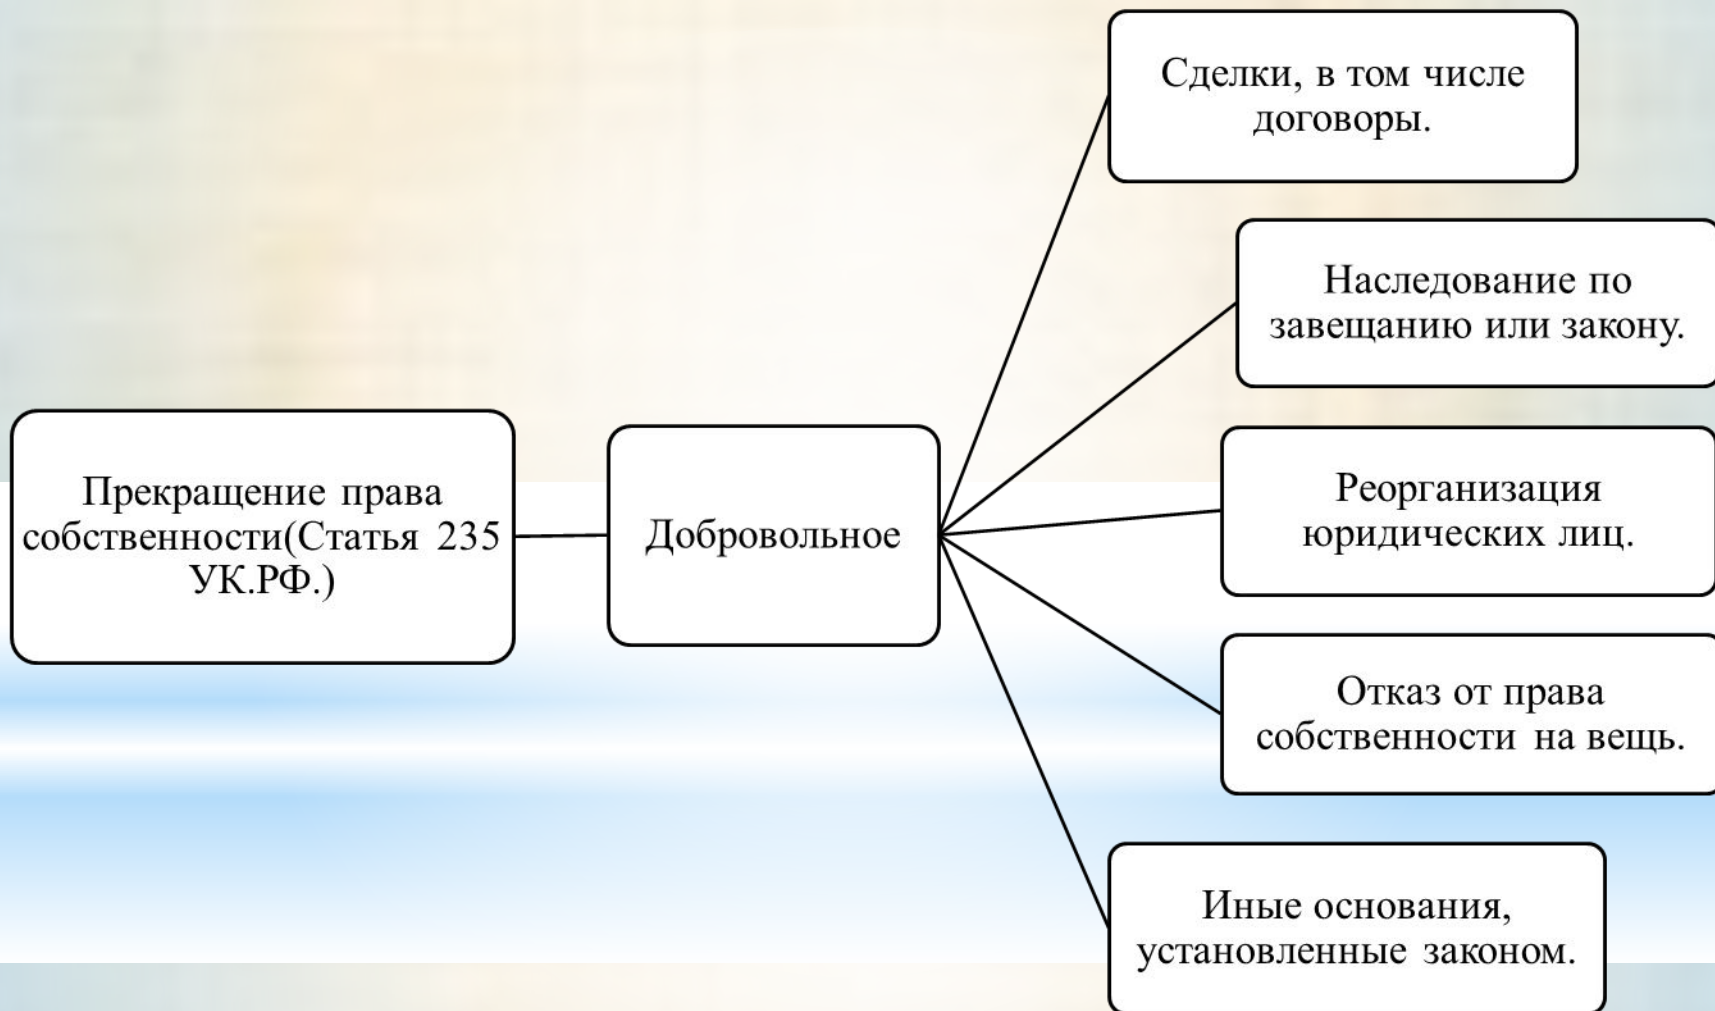 Сделки, в том числе
договоры.
Наследование по
завещанию или закону.
Прекращение права
собственности(Статья 235
УК.РФ.)
Добровольное
Реорганизация
юридических лиц.
Отказ от права
собственности на вещь.
Иные основания,
установленные законом.